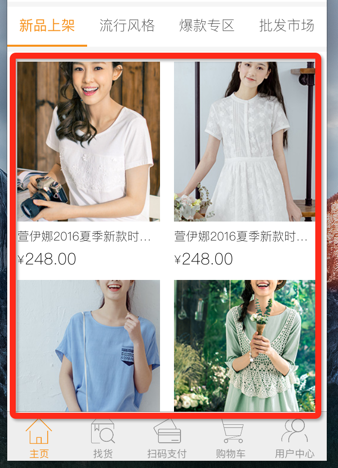 新品上架 流行风格 爆款专区 批发市场
萱伊娜2016夏季新款时... 萱伊娜2016夏季新款时...
¥248.00 ¥248.00
主页 找货 扫码支付 购物车 用户中心